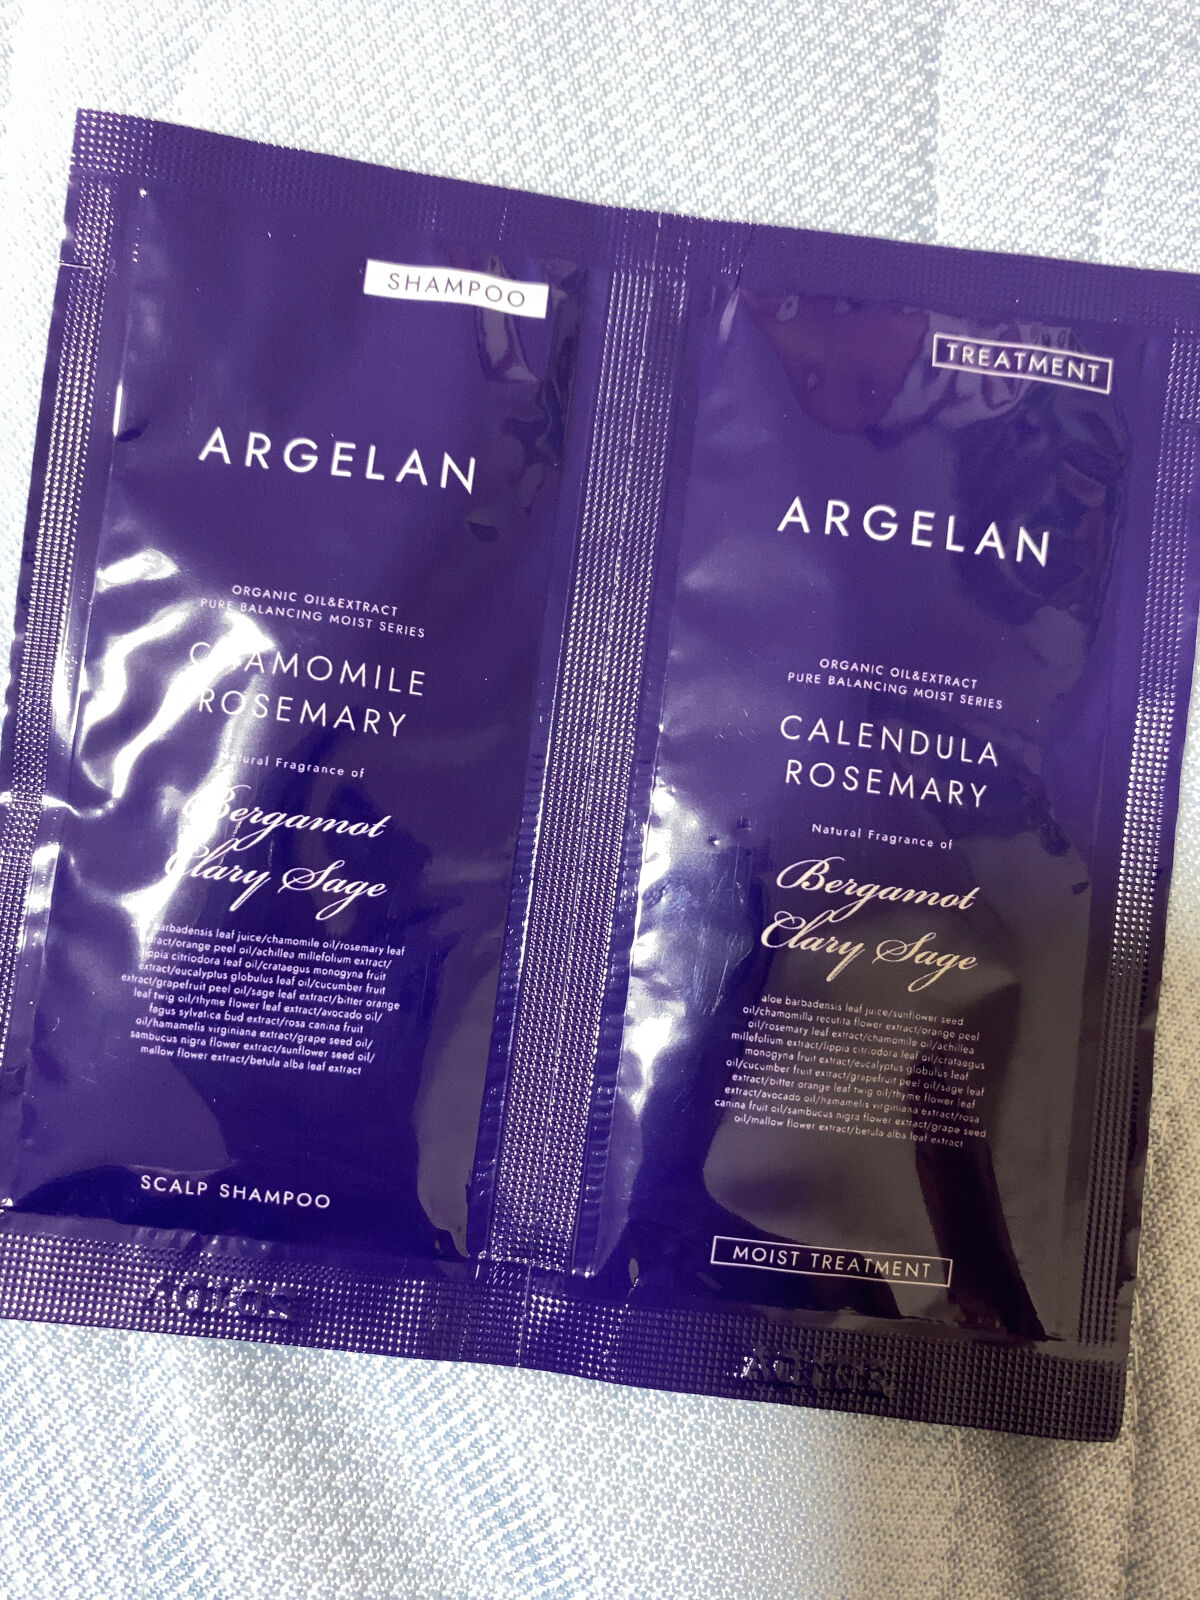 SHAMPOO
ARGELAN
ORGANIC OIL&EXTRACT
PURE BALANCING MOIST SERIES
CHAMOMILE
ROSEMARY
Natural Fragrance of
Bergamot
Clary Sage
barbadensis leaf juice/chamomile oil/rosemary leaf
extract/orange peel oil/achillea millefolium extract/
lippia citriodora leaf oil/crataegus monogyna fruit
extract/eucalyptus globulus leaf oil/cucumber fruit
extract/grapefruit peel oil/sage leaf extract/bitter orange
leaf twig oil/thyme flower leaf extract/avocado oil/
fagus sylvatica bud extract/rosa canina fruit
oil/hamamelis virginiana extract/grape seed oil/
sambucus nigra flower extract/sunflower seed oil/
mallow flower extract/betula alba leaf extract
SCALP SHAMPOO
TREATMENT
ARGELAN
ORGANIC OIL&EXTRACT
PURE BALANCING MOIST SERIES
CALENDULA
ROSEMARY
Natural Fragrance of
Bergamot
Clary Sage
aloe barbadensis leaf juice/sunflower seed
oil/chamomilla recutita flower extract/orange peel
oil/rosemary leaf extract/chamomile oil/achillea
millefolium extract/lippia citriodora leaf oil/crataegus
monogyna fruit extract/eucalyptus globulus leaf
oil/cucumber fruit extract/grapefruit peel oil/sage leaf
extract/bitter orange leaf twig oil/thyme flower leaf
extract/avocado oil/hamamelis virginiana extract/rosa
canina fruit oil/sambucus nigra flower extract/grape seed
oil/mallow flower extract/betula alba leaf extract
MOIST TREATMENT